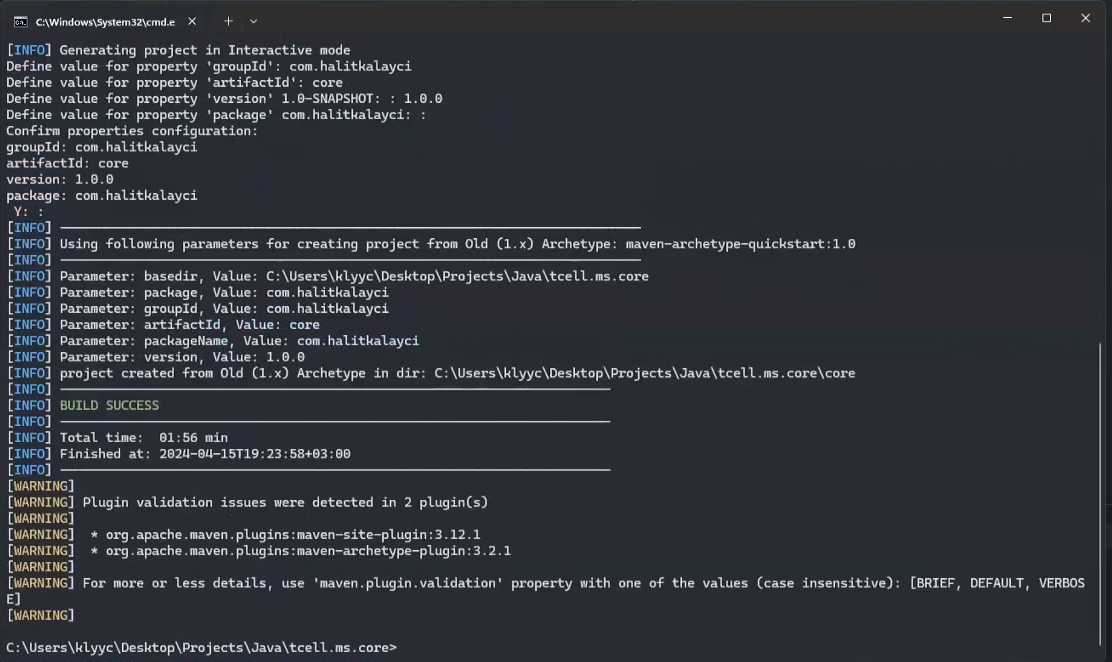 C:\Windows\System32\cmd.e
[INFO] Generating project in Interactive mode
Define value for property 'groupId': com.halitkalayci
Define value for property 'artifactId': core
Define value for property 'version' 1.0-SNAPSHOT: : 1.0.0
Define value for property 'package' com.halitkalayci: :
Confirm properties configuration:
groupId: com.halitkalayci
artifactId: core
version: 1.0.0
package: com.halitkalayci
Y: :
[INFO]
[INFO] Using following parameters for creating project from Old (1.x) Archetype: maven-archetype-quickstart:1.0
[INFO]
[INFO] Parameter: basedir, Value: C:\Users\klyyc\Desktop\Projects\Java\tcell.ms.core
[INFO] Parameter: package, Value: com.halitkalayci
[INFO] Parameter: groupId, Value: com.halitkalayci
[INFO] Parameter: artifactId, Value: core
[INFO] Parameter: packageName, Value: com.halitkalayci
[INFO] Parameter: version, Value: 1.0.0
[INFO] project created from Old (1.x) Archetype in dir: C:\Users\klyyc\Desktop\Projects\Java\tcell.ms.core\core
[INFO]
[INFO] BUILD SUCCESS
[INFO]
[INFO] Total time:  01:56 min
[INFO] Finished at: 2024-04-15T19:23:58+03:00
[INFO]
[WARNING]
[WARNING] Plugin validation issues were detected in 2 plugin(s)
[WARNING]
[WARNING]  * org.apache.maven.plugins:maven-site-plugin:3.12.1
[WARNING]  * org.apache.maven.plugins:maven-archetype-plugin:3.2.1
[WARNING]
[WARNING] For more or less details, use 'maven.plugin.validation' property with one of the values (case insensitive): [BRIEF, DEFAULT, VERBOS
E]
[WARNING]
C:\Users\klyyc\Desktop\Projects\Java\tcell.ms.core>